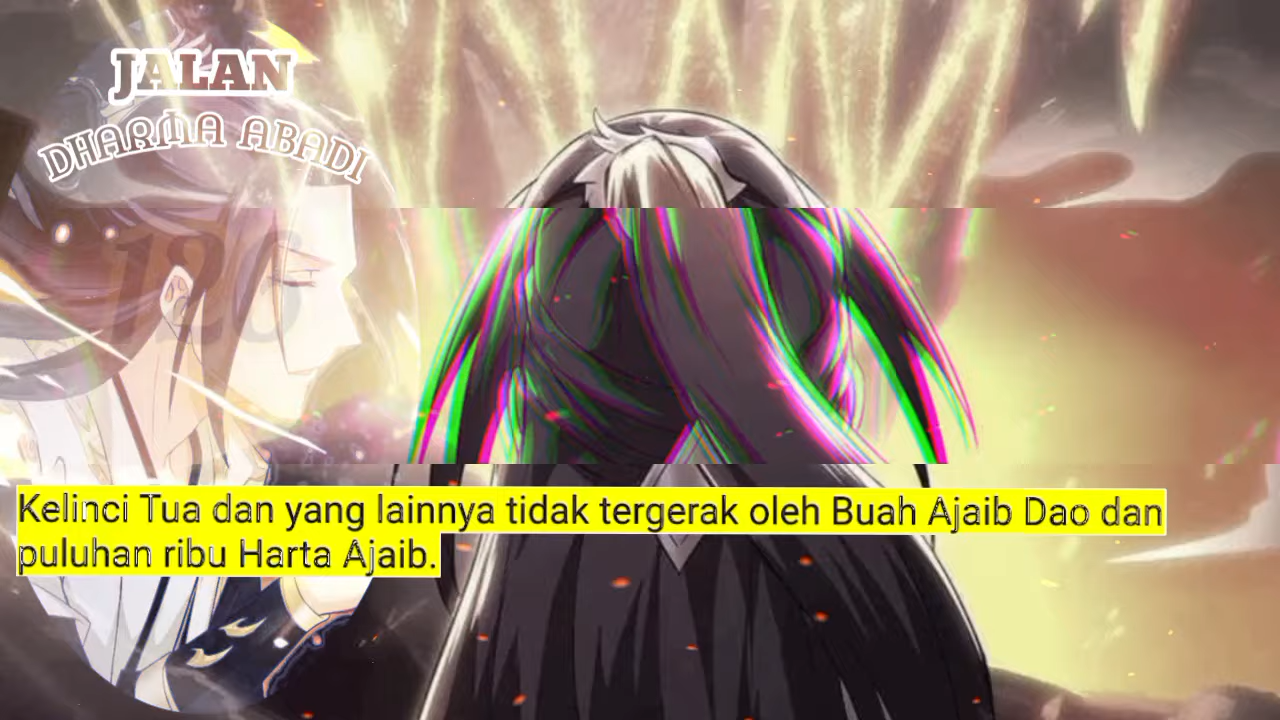 JALAN
DHARMA ABADI
126
Kelinci Tua dan yang lainnya tidak tergerak oleh Buah Ajaib Dao dan
puluhan ribu Harta Ajaib.